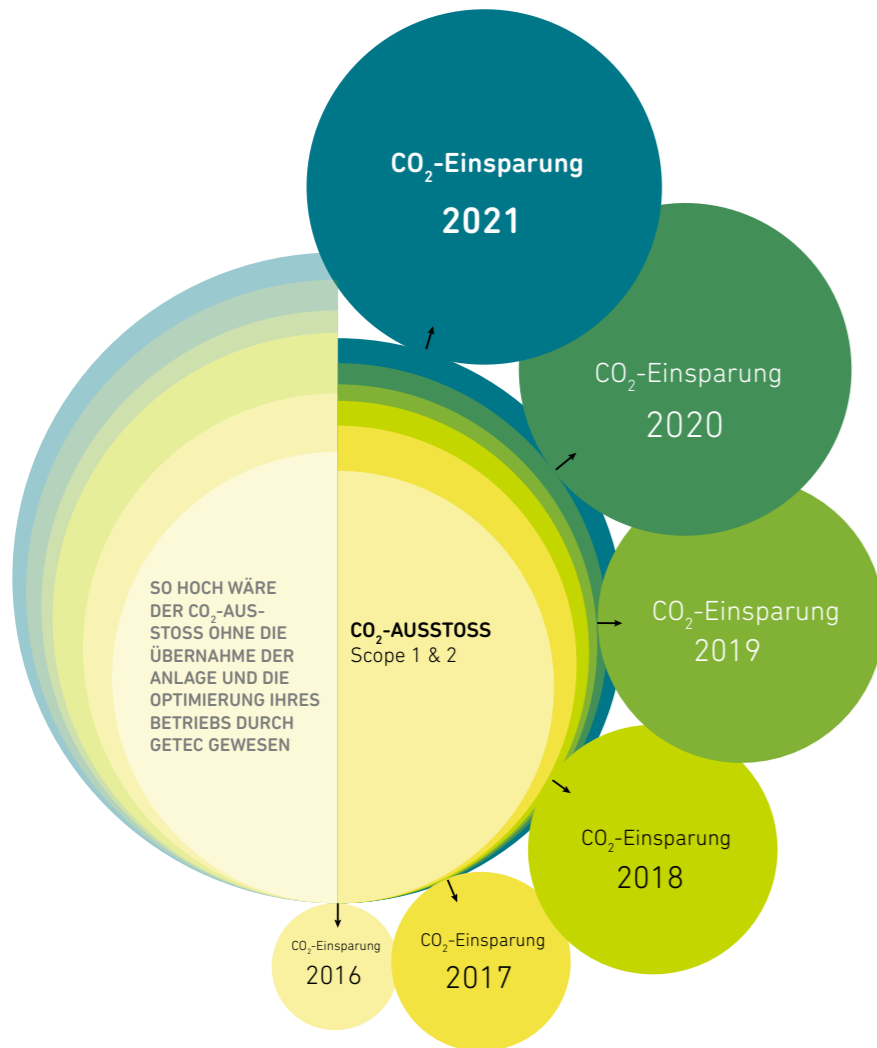 CO₂-Einsparung
2021
CO₂-Einsparung
2020
CO₂-Einsparung
2019
SO HOCH WÄRE
DER CO₂-AUS-
STOSS OHNE DIE
ÜBERNAHME DER
ANLAGE UND DIE
OPTIMIERUNG IHRES
BETRIEBS DURCH
GETEC GEWESEN
CO₂-AUSSTOSS
Scope 1 & 2
CO₂-Einsparung
2018
CO₂-Einsparung
2017
CO₂-Einsparung
2016